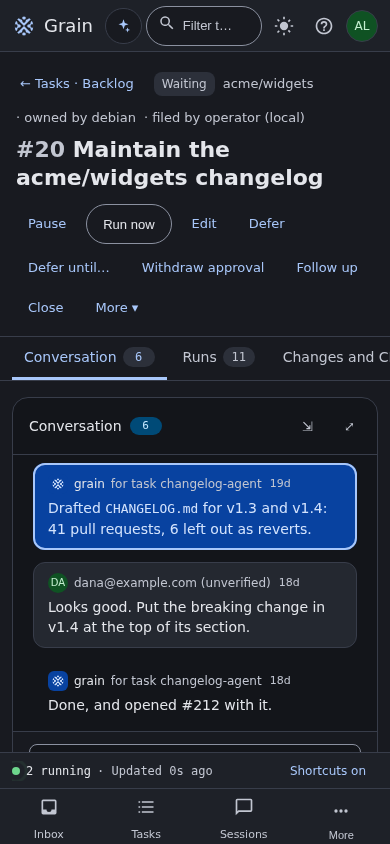 Grain
Filter t…
AL
← Tasks · Backlog
Waiting
acme/widgets
· owned by debian · filed by operator (local)
#20 Maintain the
acme/widgets changelog
Pause
Run now
Edit
Defer
Defer until…
Withdraw approval
Follow up
Close
More ▾
Conversation 6
Runs 11
Changes and
Conversation 6
grain for task changelog-agent 19d
Drafted CHANGELOG.md for v1.3 and v1.4:
41 pull requests, 6 left out as reverts.
DA dana@example.com (unverified) 18d
Looks good. Put the breaking change in
v1.4 at the top of its section.
grain for task changelog-agent 18d
Done, and opened #212 with it.
2 running · Updated 0s ago
Shortcuts on
Inbox
Tasks
Sessions
More